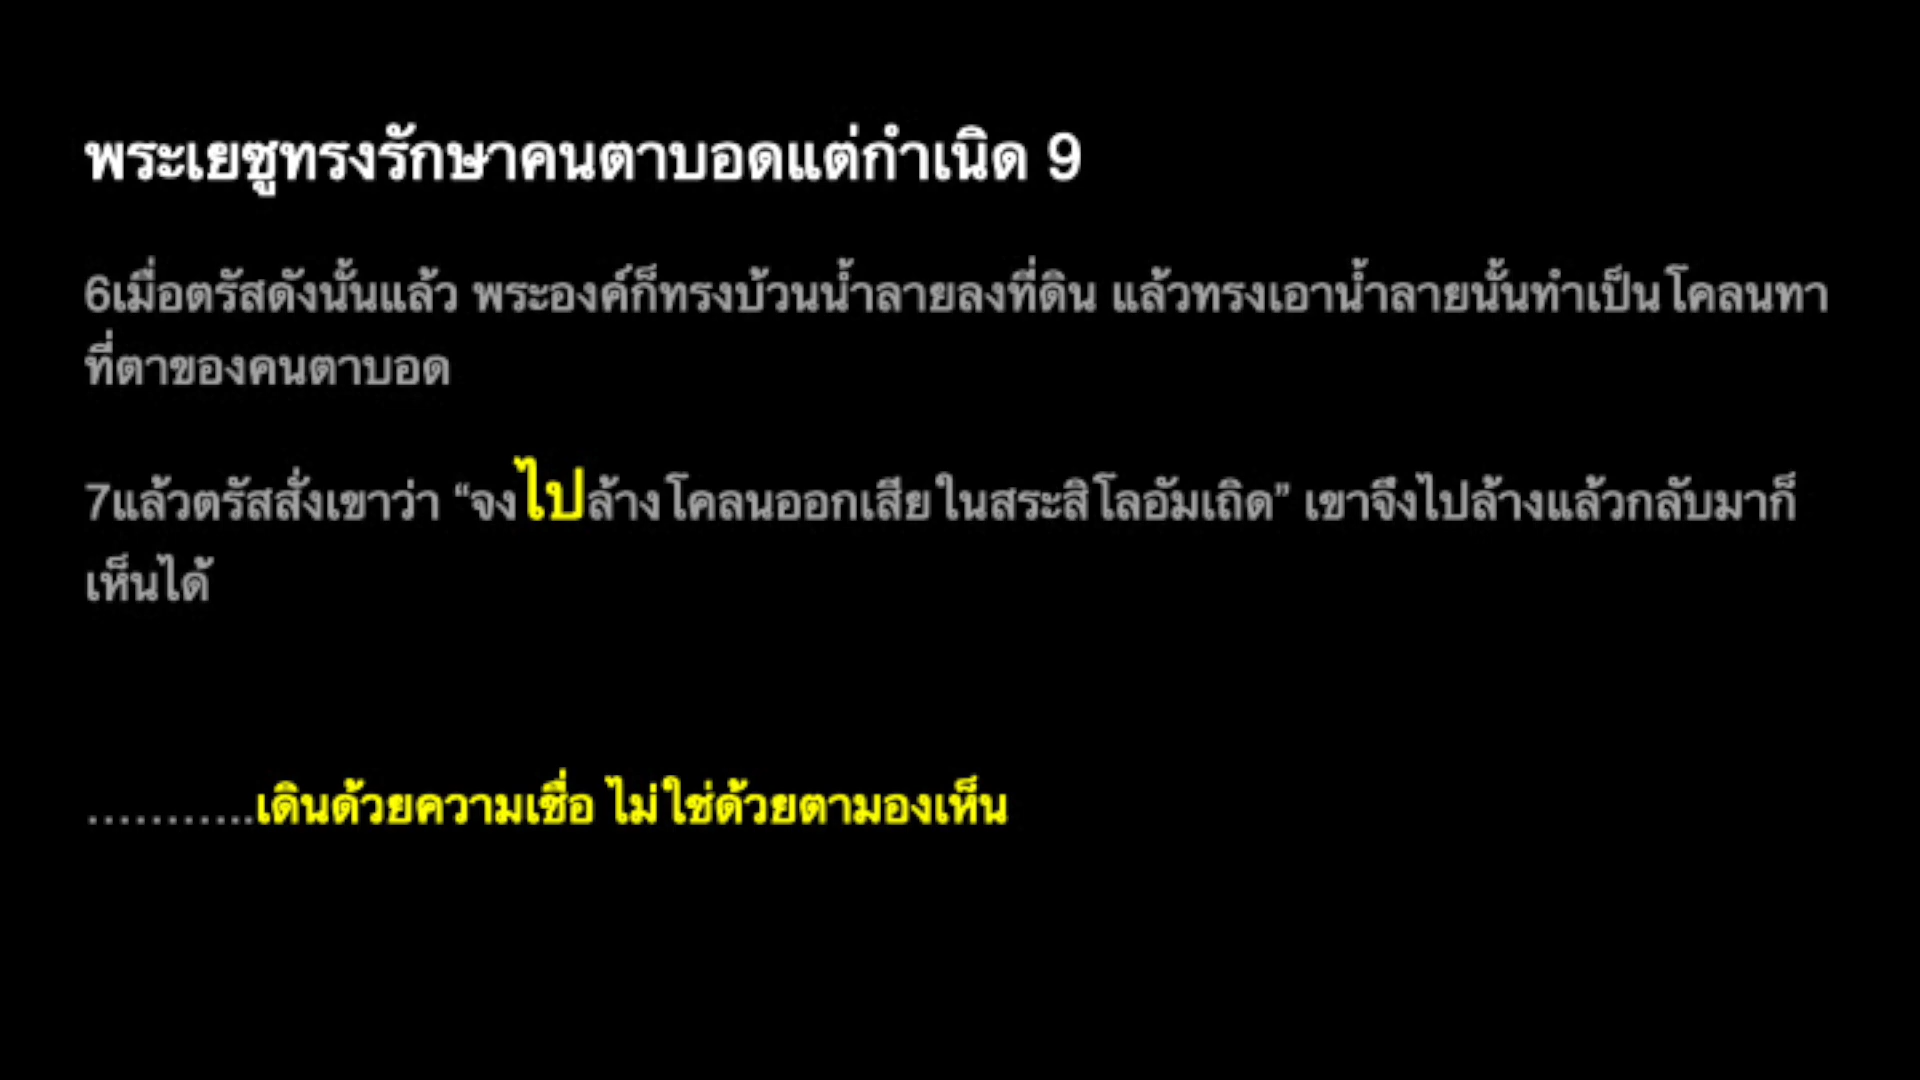 พระเยซูทรงรักษาคนตาบอดแต่กำเนิด 9
6เมื่อตรัสดังนั้นแล้ว พระองค์ก็ทรงบ้วนน้ำลายลงที่ดิน แล้วทรงเอาน้ำลายนั้นทำเป็นโคลนทา
ที่ตาของคนตาบอด
7แล้วตรัสสั่งเขาว่า “จงไปล้างโคลนออกเสียในสระสิโลอัมเถิด” เขาจึงไปล้างแล้วกลับมาก็
เห็นได้
………..เดินด้วยความเชื่อ ไม่ใช่ด้วยตามองเห็น